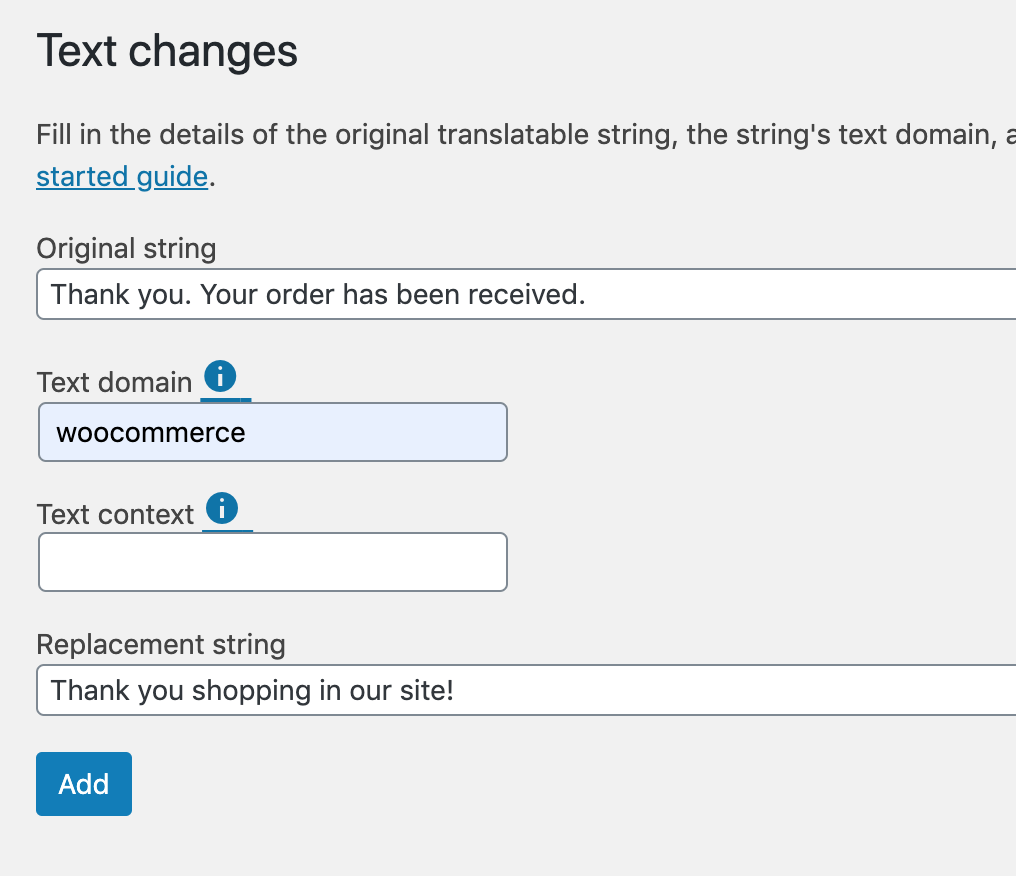 Text changes
Fill in the details of the original translatable string, the string's text domain, a
started guide.
Original string
Thank you. Your order has been received.
Text domain
woocommerce
Text context
Replacement string
Thank you shopping in our site!
Add